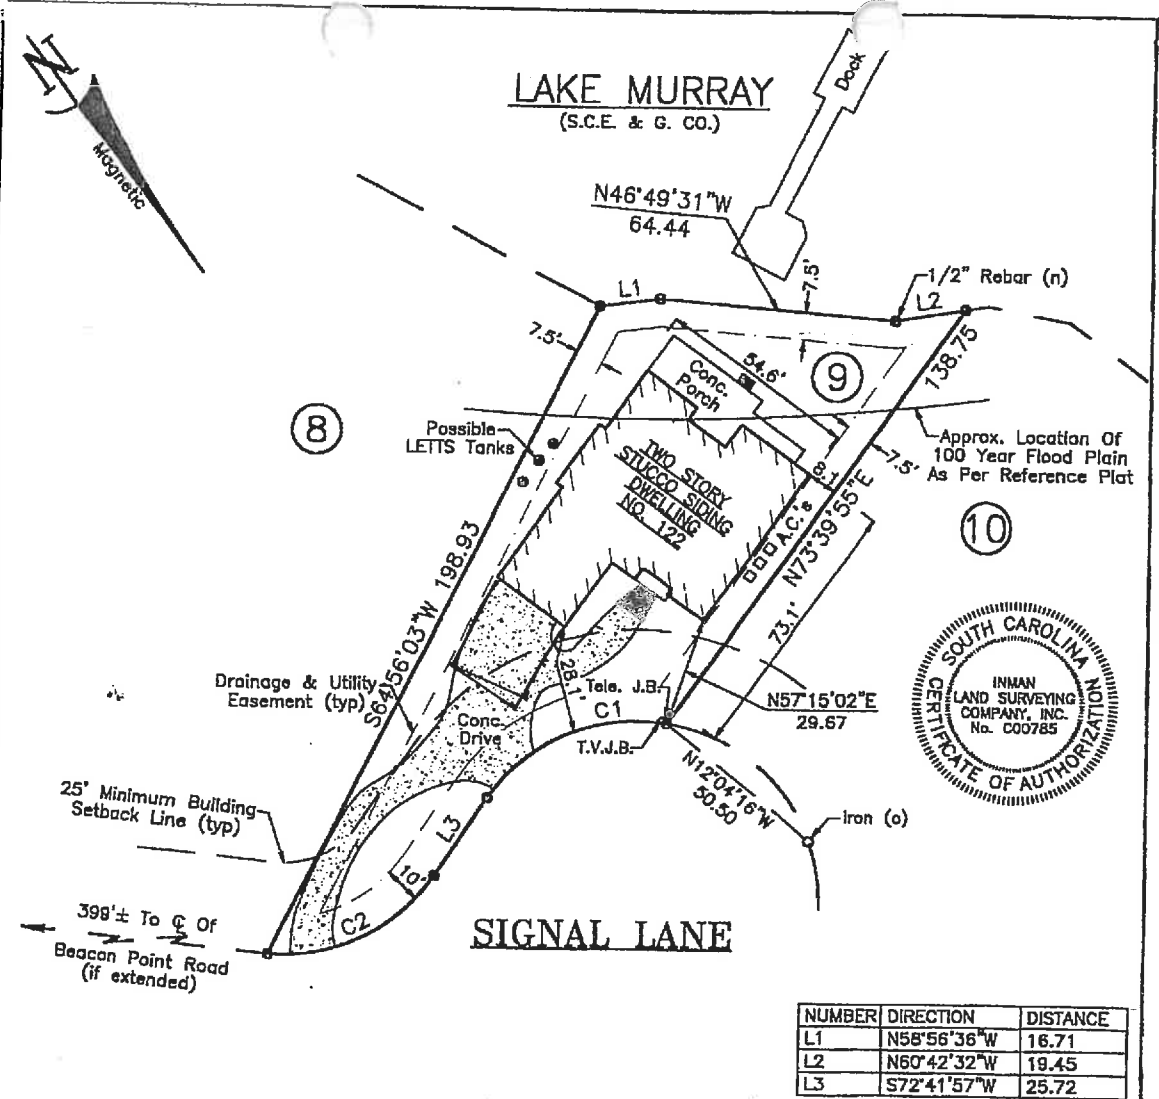 N
Magnetic
LAKE MURRAY
(S.C.E. & G. CO.)
Dock
N46°49'31"W
64.44
7.5'
1/2" Rebar (n)
L1
L2
7.5'
138.75
54.6'
9
Conc.
Porch
8
Possible
LETTS Tanks
Approx. Location Of
100 Year Flood Plain
As Per Reference Plat
7.5'
8.1
TWO STORY
STUCCO SIDING
DWELLING
NO. 122
A.C.'s
N73°39'55"E
10
S64°56'03"W 198.93
73.1'
SOUTH CAROLINA
CERTIFICATE OF AUTHORIZATION
INMAN
LAND SURVEYING
COMPANY, INC.
No. C00785
Drainage & Utility
Easement (typ)
28.1'
Tele. J.B.
N57°15'02"E
29.67
C1
Conc.
Drive
T.V.J.B.
N12°04'16"W
50.50
25' Minimum Building
Setback Line (typ)
L3
Iron (o)
10'
C2
399'± To ℄ Of
Beacon Point Road
(if extended)
SIGNAL LANE
NUMBER DIRECTION DISTANCE
L1 N58°56'36"W 16.71
L2 N60°42'32"W 19.45
L3 S72°41'57"W 25.72